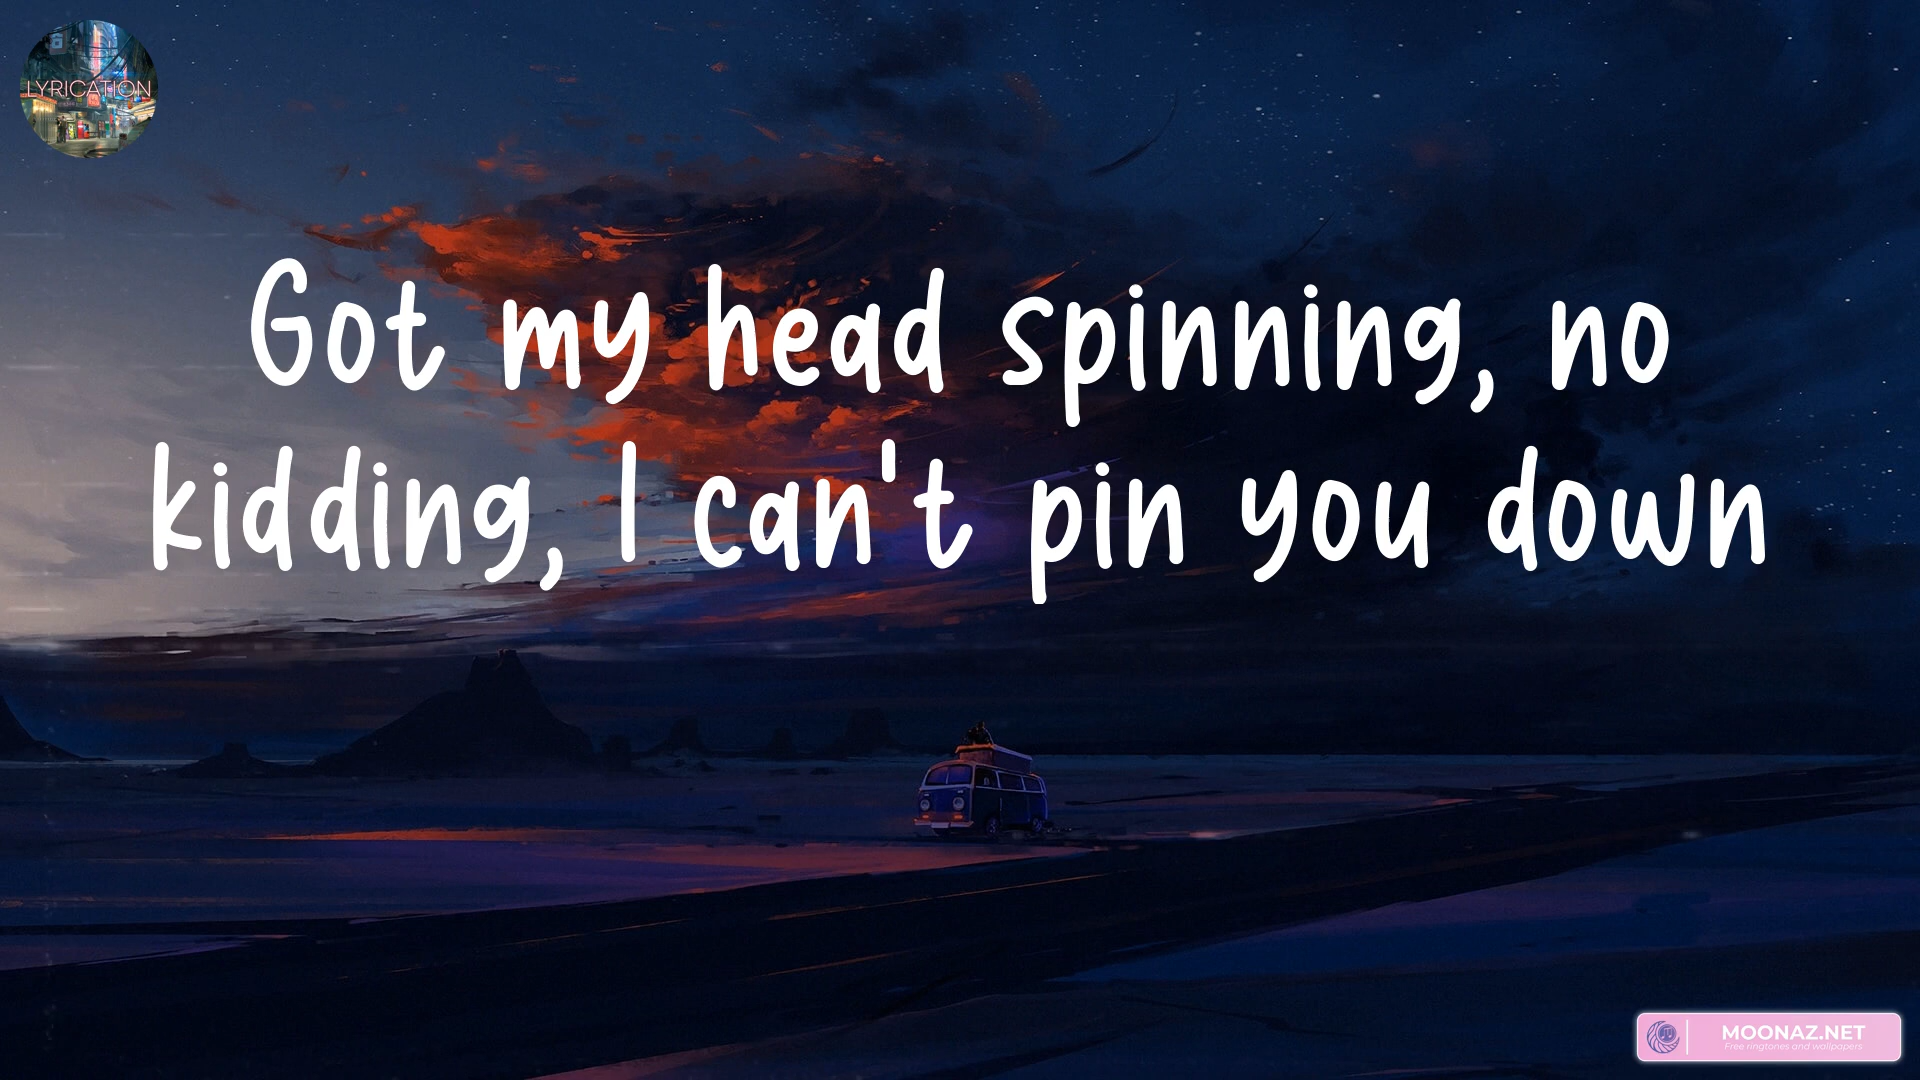 LYRICATION
Got my head spinning, no
kidding, I can't pin you down
MOONAZ.NET
Free ringtones and wallpapers